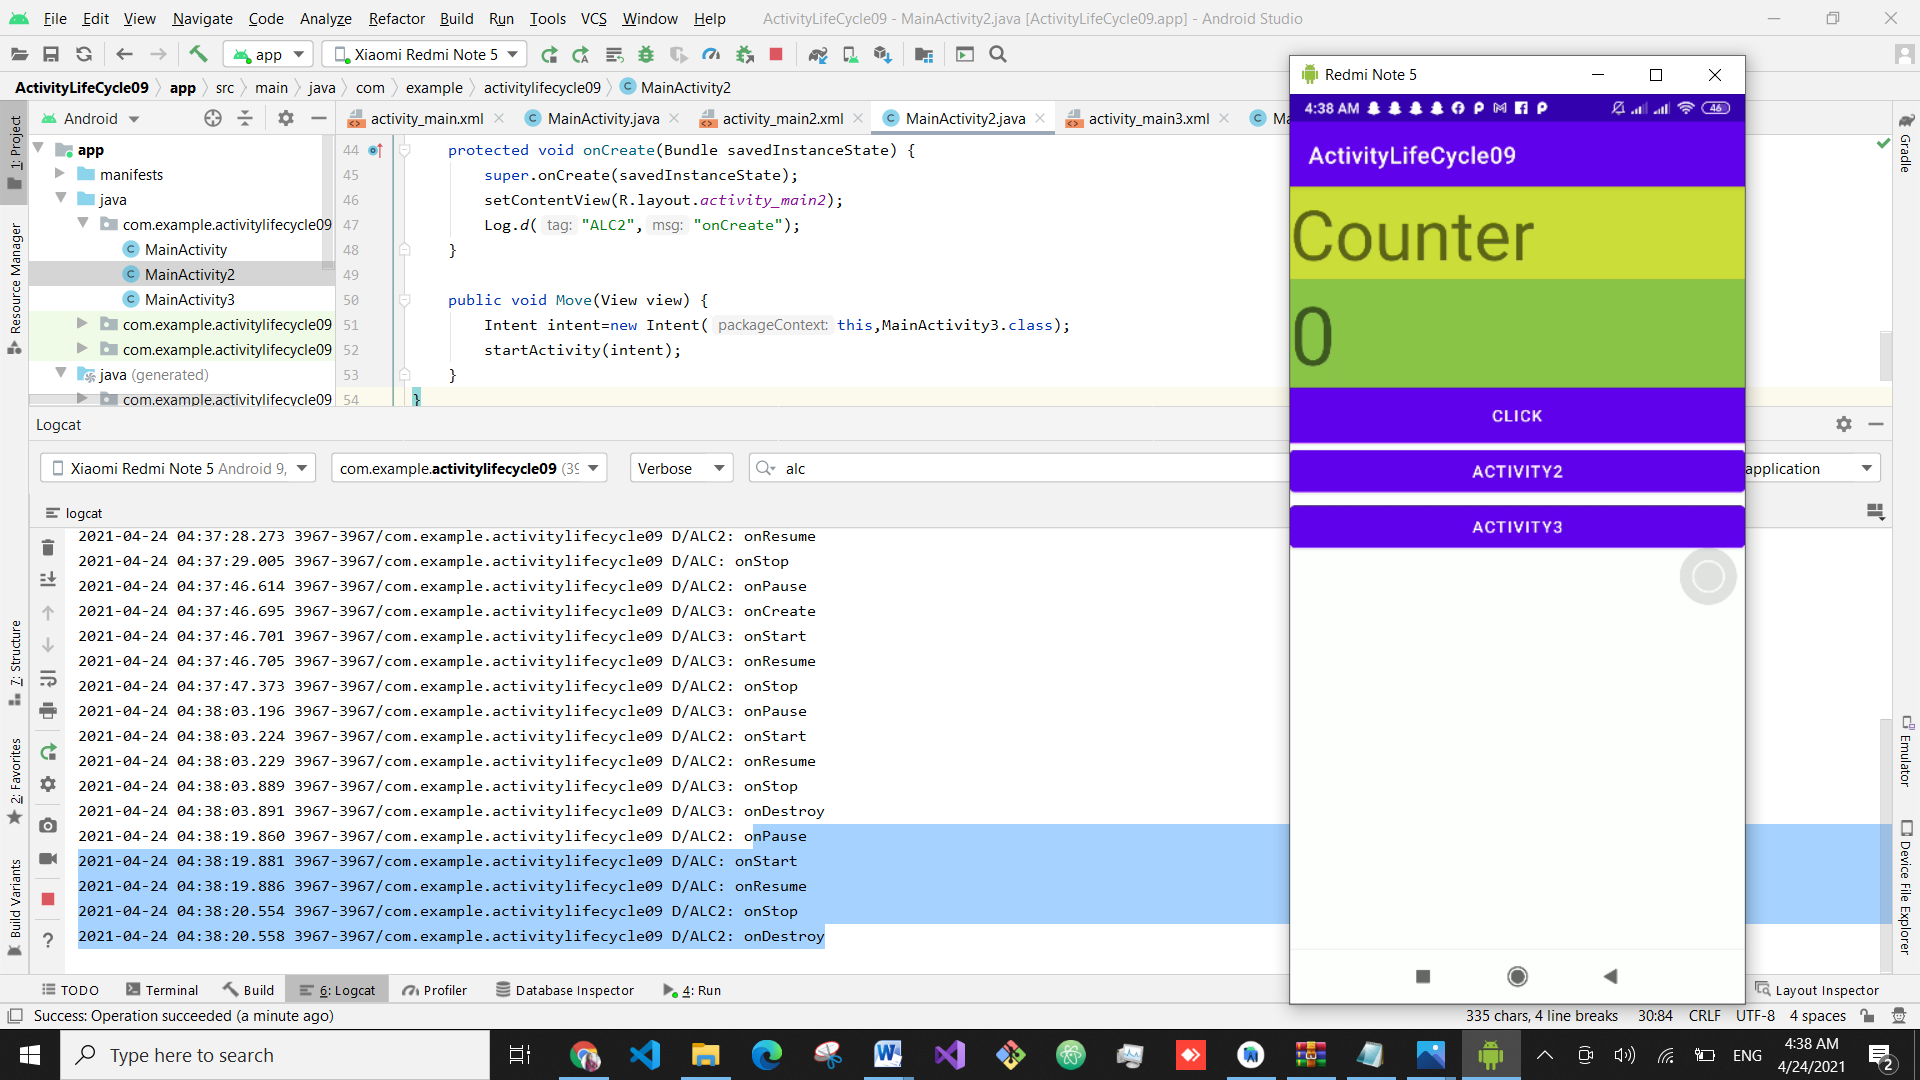 File Edit View Navigate Code Analyze Refactor Build Run Tools VCS Window Help ActivityLifeCycle09 - MainActivity2.java [ActivityLifeCycle09.app] - Android Studio
app Xiaomi Redmi Note 5
ActivityLifeCycle09 app src main java com example activitylifecycle09 MainActivity2
Android activity_main.xml MainActivity.java activity_main2.xml MainActivity2.java activity_main3.xml Ma
1: Project
Resource Manager
7: Structure
2: Favorites
Build Variants
app
manifests
java
com.example.activitylifecycle09
MainActivity
MainActivity2
MainActivity3
com.example.activitylifecycle09
com.example.activitylifecycle09
java (generated)
com.example.activitylifecycle09
44 protected void onCreate(Bundle savedInstanceState) {
45 super.onCreate(savedInstanceState);
46 setContentView(R.layout.activity_main2);
47 Log.d( tag: "ALC2", msg: "onCreate");
48 }
49
50 public void Move(View view) {
51 Intent intent=new Intent( packageContext: this,MainActivity3.class);
52 startActivity(intent);
53 }
54 }
Logcat
Xiaomi Redmi Note 5 Android 9, com.example.activitylifecycle09 (39 Verbose alc application
logcat
2021-04-24 04:37:28.273 3967-3967/com.example.activitylifecycle09 D/ALC2: onResume
2021-04-24 04:37:29.005 3967-3967/com.example.activitylifecycle09 D/ALC: onStop
2021-04-24 04:37:46.614 3967-3967/com.example.activitylifecycle09 D/ALC2: onPause
2021-04-24 04:37:46.695 3967-3967/com.example.activitylifecycle09 D/ALC3: onCreate
2021-04-24 04:37:46.701 3967-3967/com.example.activitylifecycle09 D/ALC3: onStart
2021-04-24 04:37:46.705 3967-3967/com.example.activitylifecycle09 D/ALC3: onResume
2021-04-24 04:37:47.373 3967-3967/com.example.activitylifecycle09 D/ALC2: onStop
2021-04-24 04:38:03.196 3967-3967/com.example.activitylifecycle09 D/ALC3: onPause
2021-04-24 04:38:03.224 3967-3967/com.example.activitylifecycle09 D/ALC2: onStart
2021-04-24 04:38:03.229 3967-3967/com.example.activitylifecycle09 D/ALC2: onResume
2021-04-24 04:38:03.889 3967-3967/com.example.activitylifecycle09 D/ALC3: onStop
2021-04-24 04:38:03.891 3967-3967/com.example.activitylifecycle09 D/ALC3: onDestroy
2021-04-24 04:38:19.860 3967-3967/com.example.activitylifecycle09 D/ALC2: onPause
2021-04-24 04:38:19.881 3967-3967/com.example.activitylifecycle09 D/ALC: onStart
2021-04-24 04:38:19.886 3967-3967/com.example.activitylifecycle09 D/ALC: onResume
2021-04-24 04:38:20.554 3967-3967/com.example.activitylifecycle09 D/ALC2: onStop
2021-04-24 04:38:20.558 3967-3967/com.example.activitylifecycle09 D/ALC2: onDestroy
Redmi Note 5
4:38 AM 46
ActivityLifeCycle09
Counter
0
CLICK
ACTIVITY2
ACTIVITY3
Gradle
Emulator
Device File Explorer
TODO Terminal Build 6: Logcat Profiler Database Inspector 4: Run Layout Inspector
Success: Operation succeeded (a minute ago) 335 chars, 4 line breaks 30:84 CRLF UTF-8 4 spaces
Type here to search ENG 4:38 AM
4/24/2021 2